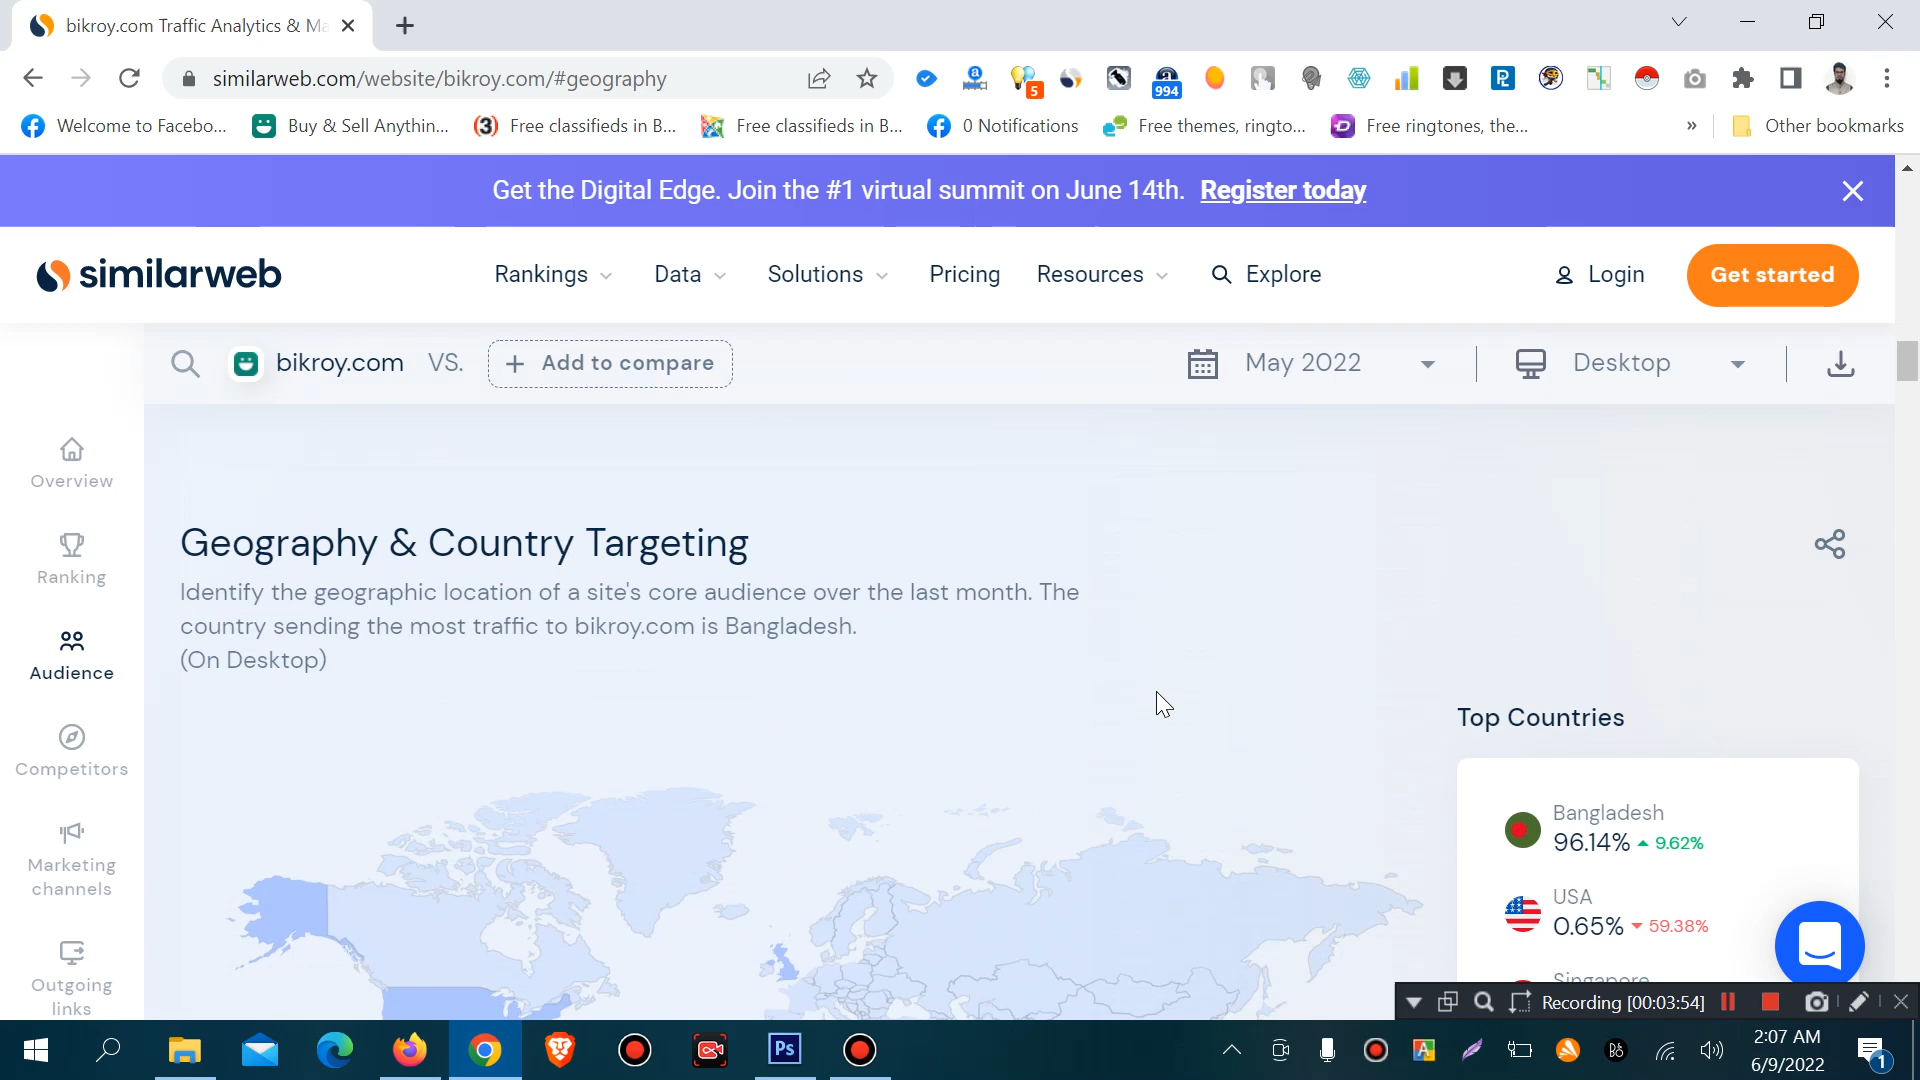 bikroy.com Traffic Analytics & Ma
similarweb.com/website/bikroy.com/#geography
5
994
Welcome to Facebo...
Buy & Sell Anythin...
Free classifieds in B...
Free classifieds in B...
0 Notifications
Free themes, ringto...
Free ringtones, the...
»
Other bookmarks
Get the Digital Edge. Join the #1 virtual summit on June 14th. Register today
similarweb
Rankings
Data
Solutions
Pricing
Resources
Explore
Login
Get started
bikroy.com
VS.
+ Add to compare
May 2022
Desktop
Overview
Ranking
Audience
Competitors
Marketing
channels
Outgoing
links
Geography & Country Targeting
Identify the geographic location of a site's core audience over the last month. The
country sending the most traffic to bikroy.com is Bangladesh.
(On Desktop)
Top Countries
Bangladesh
96.14% 9.62%
USA
0.65% 59.38%
Singapore
Recording [00:03:54]
Ps
2:07 AM
6/9/2022
1